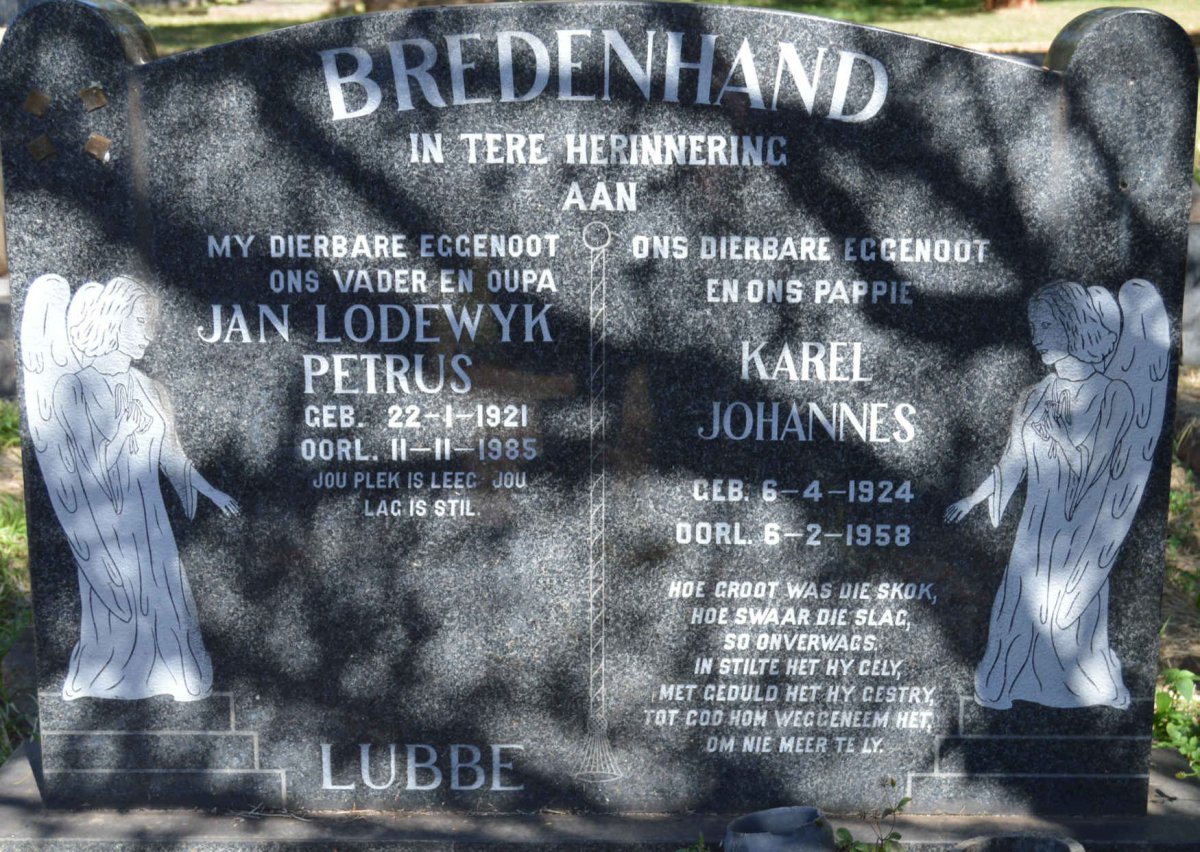 BREDENHAND
IN TERE HERINNERING
AAN
MY DIERBARE EGGENOOT
ONS VADER EN OUPA
JAN LODEWYK
PETRUS
GEB. 22-1-1921
OORL. 11-11-1985
JOU PLEK IS LEEG JOU
LAG IS STIL.
ONS DIERBARE EGGENOOT
EN ONS PAPPIE
KAREL
JOHANNES
GEB. 6-4-1924
OORL. 6-2-1958
HOE GROOT WAS DIE SKOK,
HOE SWAAR DIE SLAG,
SO ONVERWAGS.
IN STILTE HET HY GELY,
MET GEDULD HET HY GESTRY,
TOT GOD HOM WEGGENEEM HET,
OM NIE MEER TE LY.
LUBBE